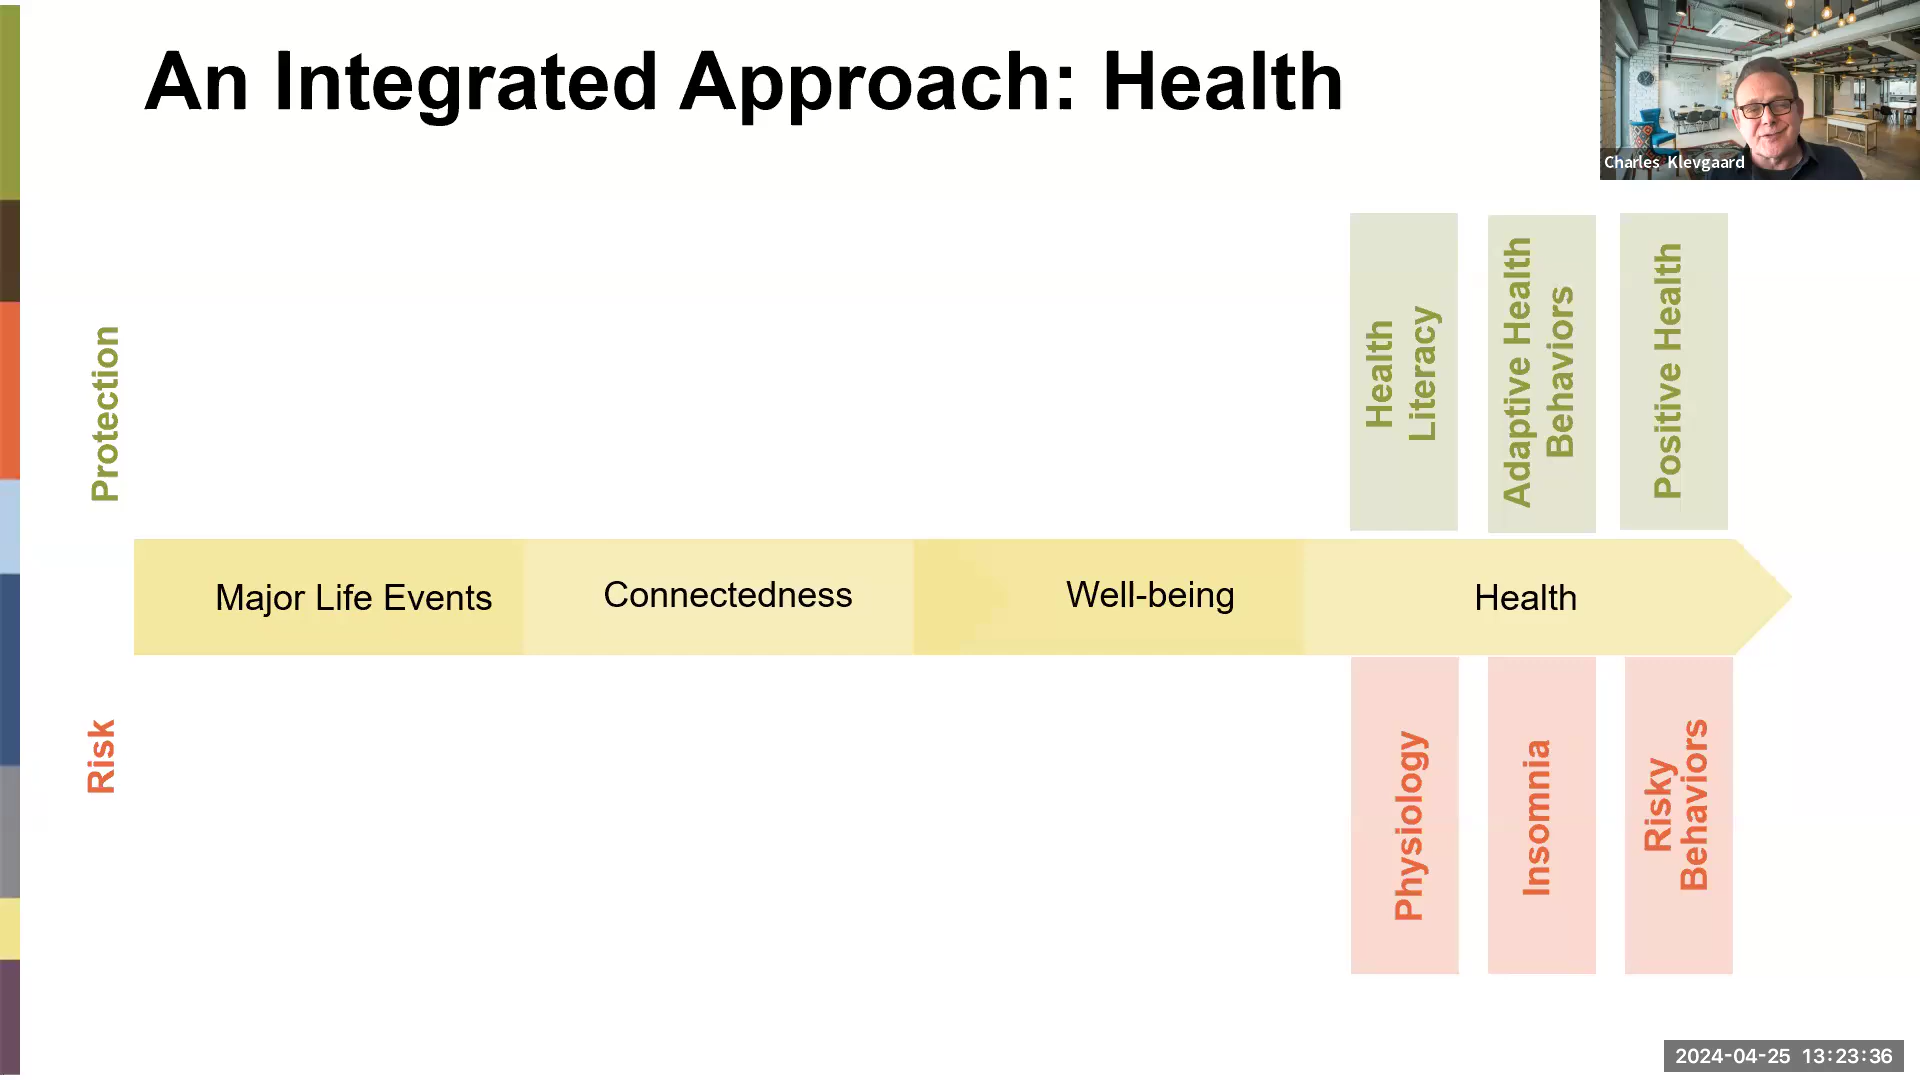 An Integrated Approach: Health
Charles Klevgaard
Protection
Health
Literacy
Adaptive Health
Behaviors
Positive Health
Major Life Events
Connectedness
Well-being
Health
Risk
Physiology
Insomnia
Risky
Behaviors
2024-04-25 13:23:36